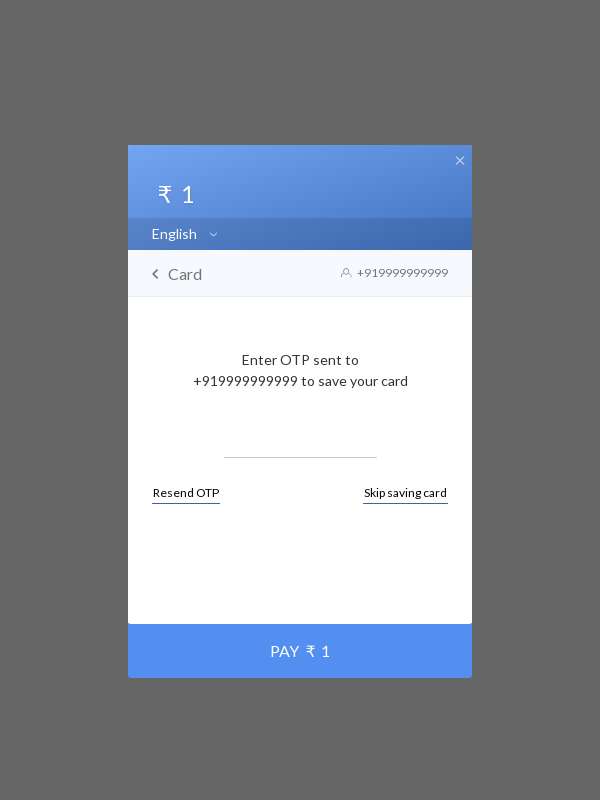 ₹ 1
English
Card
+919999999999
Enter OTP sent to
+919999999999 to save your card
Resend OTP
Skip saving card
PAY ₹ 1